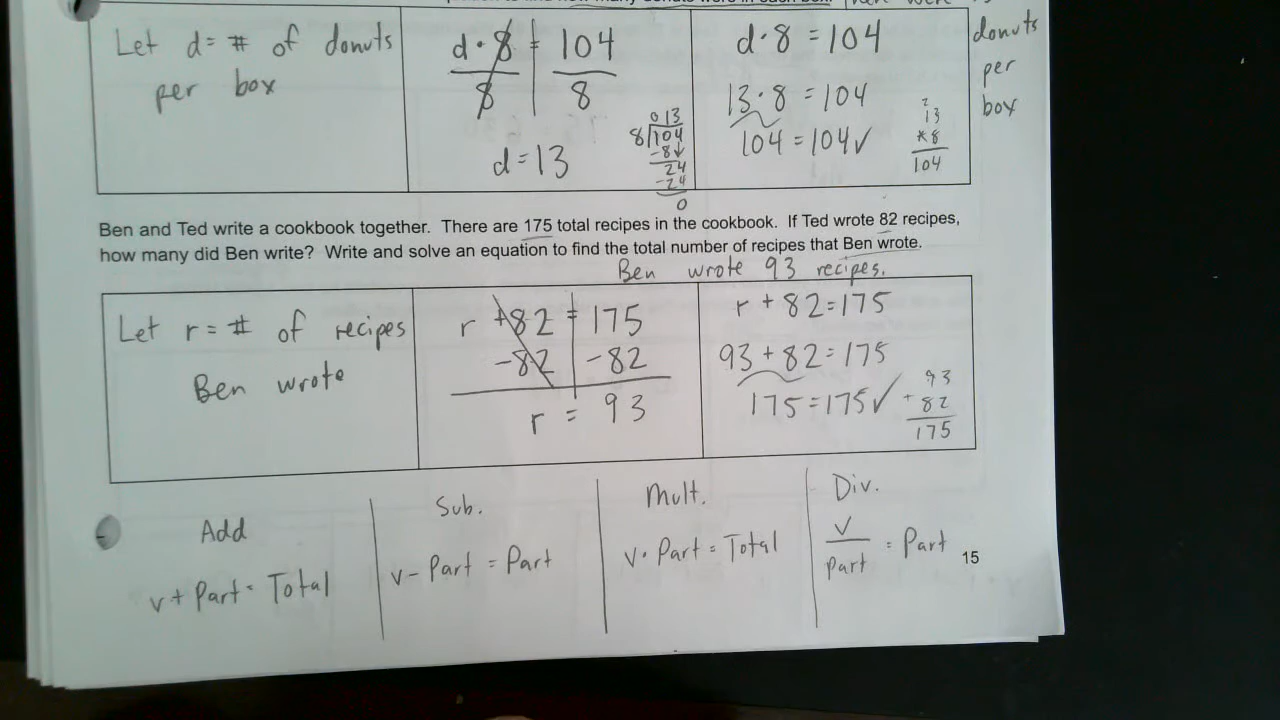 donuts
per
box
Let d= # of donuts
per box
d · 8 = 104
8 8
d = 13
013
8)104
-8↓
24
-24
0
d·8 = 104
13·8 = 104
104 = 104 ✓
2
13
*8
104
Ben and Ted write a cookbook together. There are 175 total recipes in the cookbook. If Ted wrote 82 recipes,
how many did Ben write? Write and solve an equation to find the total number of recipes that Ben wrote.
Ben wrote 93 recipes.
Let r= # of recipes
Ben wrote
r +82 = 175
-82 -82
r = 93
r + 82=175
93 + 82=175
175=175 ✓
93
+ 82
175
Add
v + Part = Total
Sub.
v - Part = Part
Mult.
v · Part = Total
Div.
v
Part = Part
15